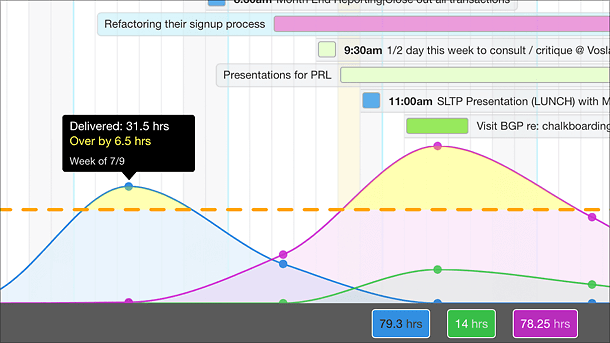 8:30am Month End Reporting|Close out all transactions
Refactoring their signup process
9:30am 1/2 day this week to consult / critique @ Vosla
Presentations for PRL
11:00am SLTP Presentation (LUNCH) with M
Visit BGP re: chalkboarding
Delivered: 31.5 hrs
Over by 6.5 hrs
Week of 7/9
79.3 hrs
14 hrs
78.25 hrs